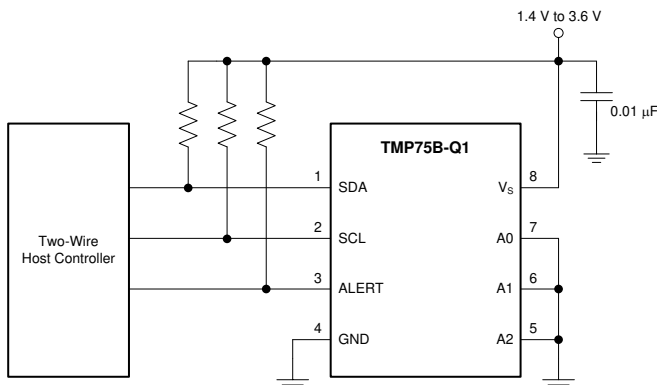 1.4 V to 3.6 V
0.01 µF
TMP75B-Q1
Two-Wire
Host Controller
1
SDA
2
SCL
3
ALERT
4
GND
VS
8
A0
7
A1
6
A2
5